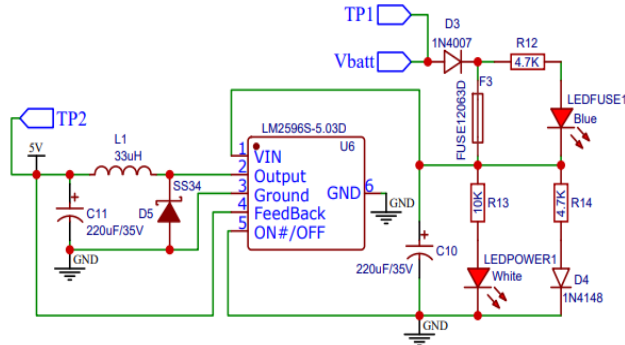 TP1
D3
1N4007
R12
4.7K
Vbatt
F3
FUSE12063D
LEDFUSE1
Blue
TP2
5V
L1
33uH
LM2596S-5.03D
U6
1
VIN
2
Output
3
Ground
4
FeedBack
5
ON#/OFF
GND
6
GND
SS34
D5
C11
220uF/35V
GND
C10
220uF/35V
10K
R13
4.7K
R14
LEDPOWER1
White
D4
1N4148
GND